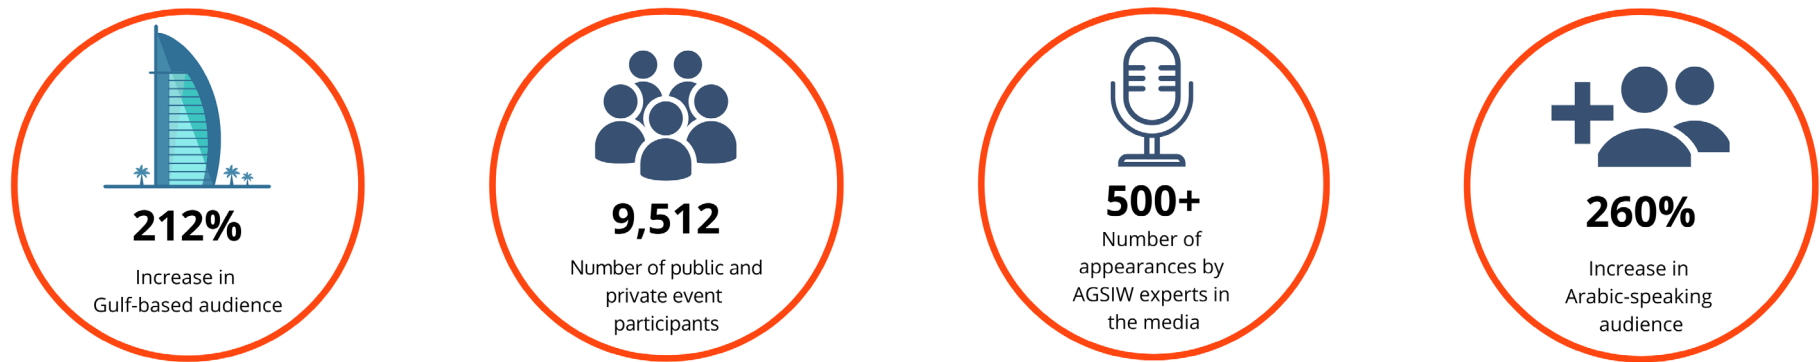 212%
Increase in
Gulf-based audience
9,512
Number of public and
private event
participants
500+
Number of
appearances by
AGSIW experts in
the media
260%
Increase in
Arabic-speaking
audience